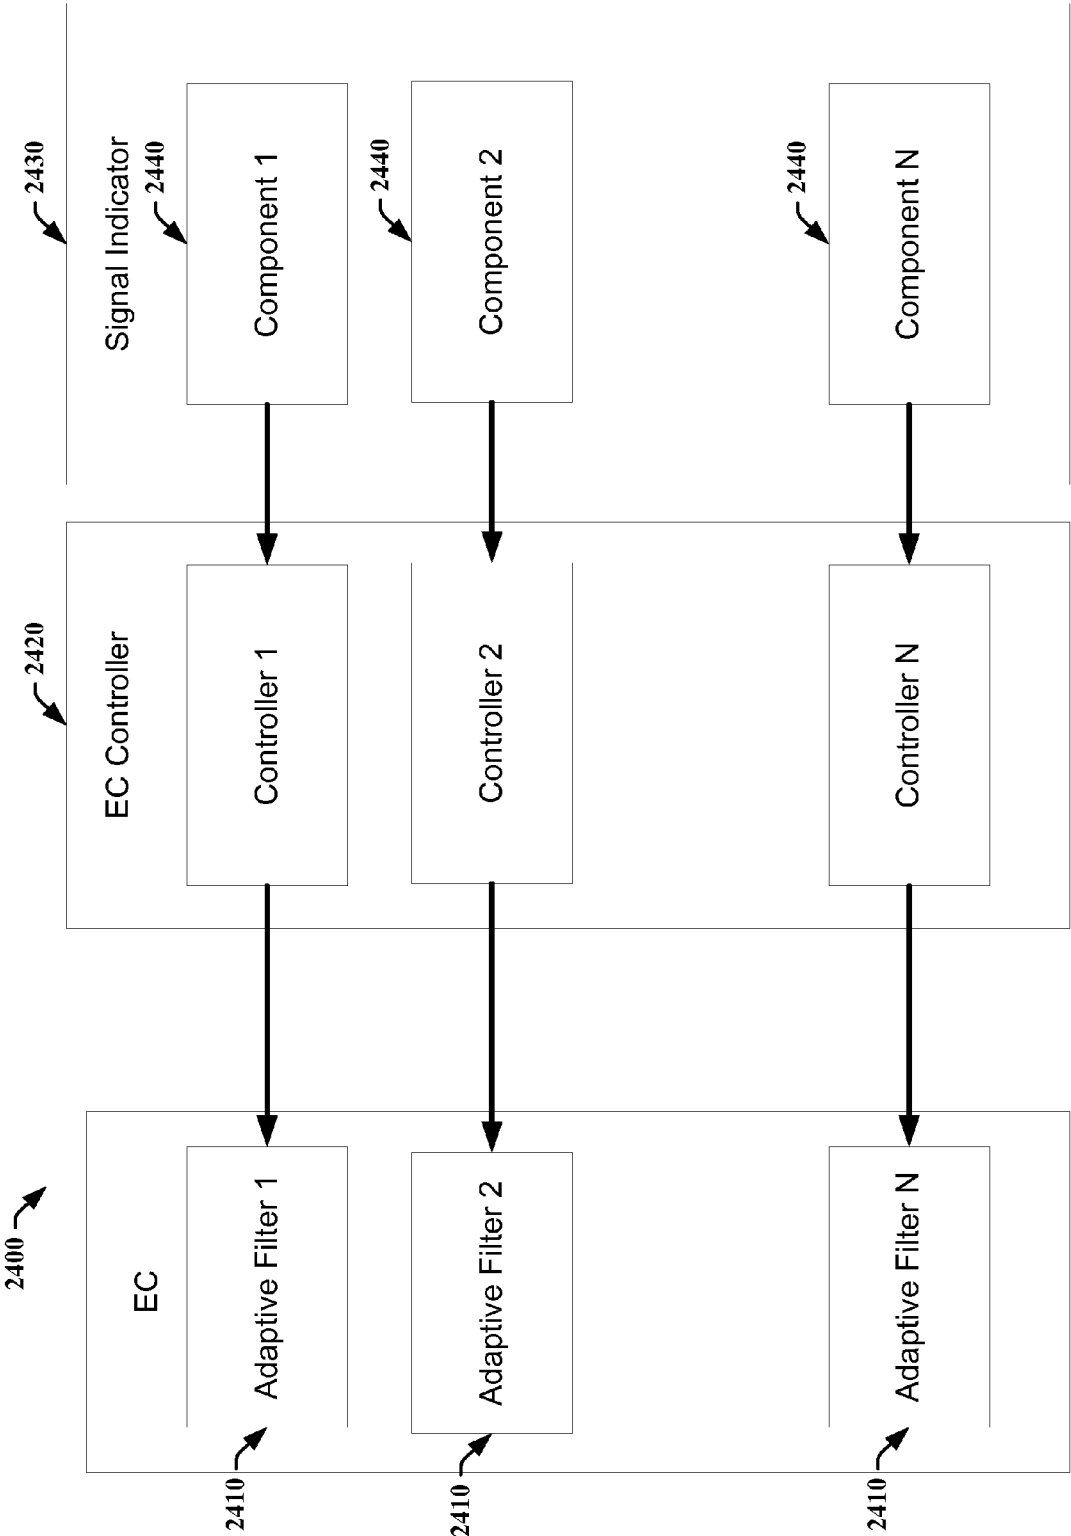 2400
EC
2410
Adaptive Filter 1
2410
Adaptive Filter 2
2410
Adaptive Filter N
2420
EC Controller
Controller 1
Controller 2
Controller N
2430
Signal Indicator
2440
Component 1
2440
Component 2
2440
Component N